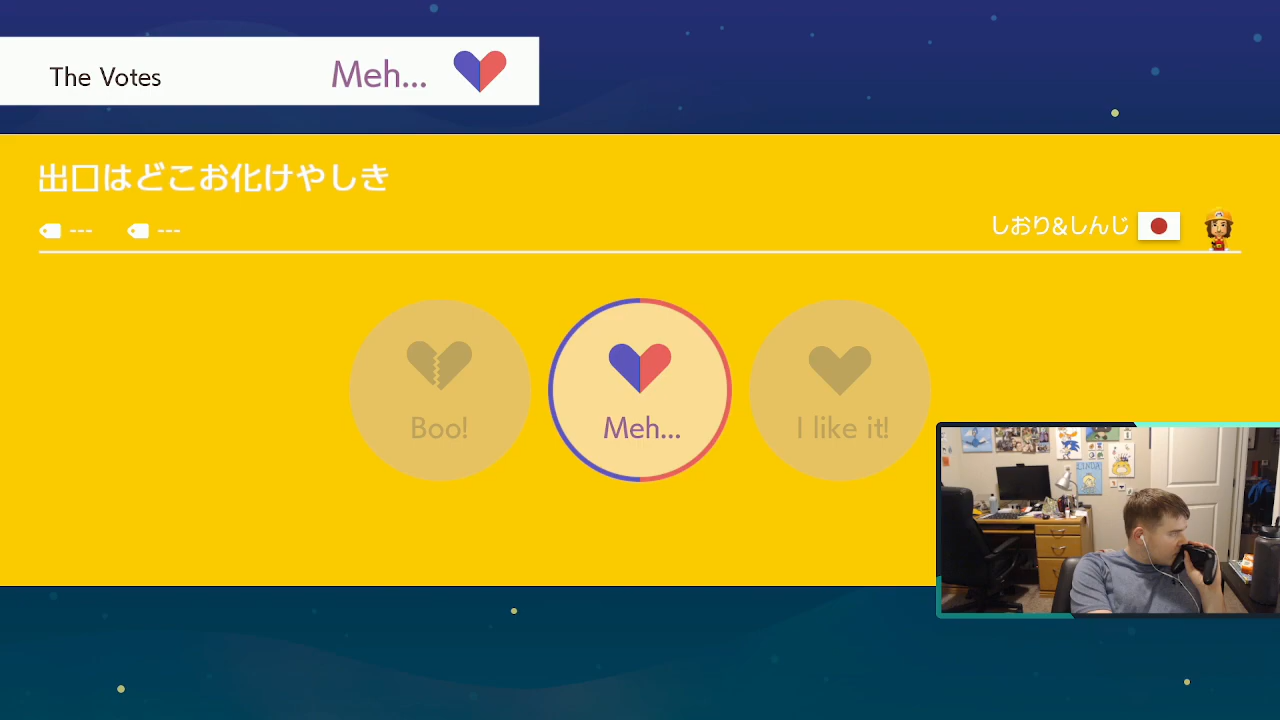 The Votes
Meh...
出口はどこお化けやしき
--- ---
しおり&しんじ
Boo!
Meh...
I like it!
LINDA